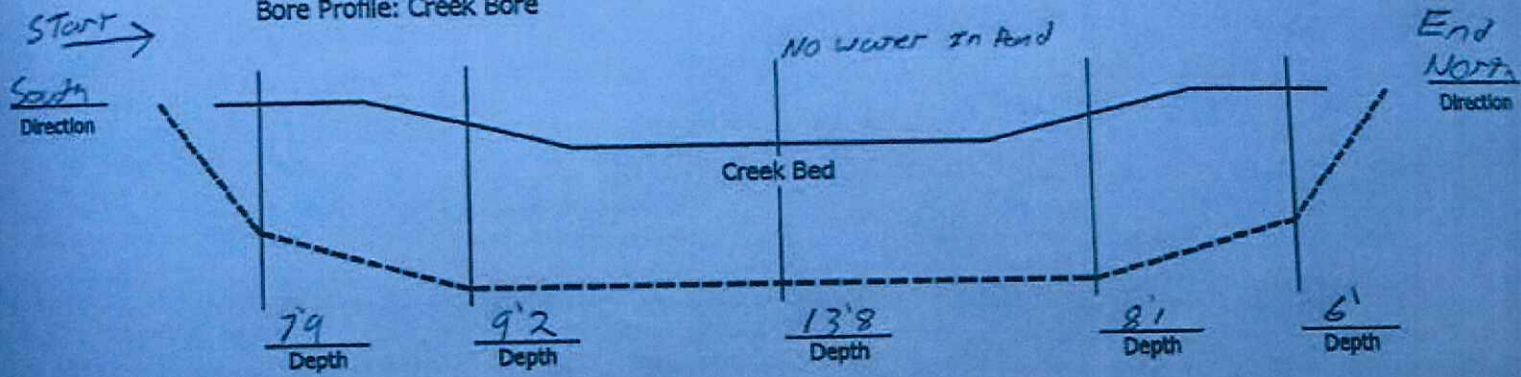 Bore Profile: Creek Bore
Start
No water In Pond
End
South
Direction
North
Direction
Creek Bed
7'9
Depth
9'2
Depth
13'8
Depth
8'1
Depth
6'
Depth